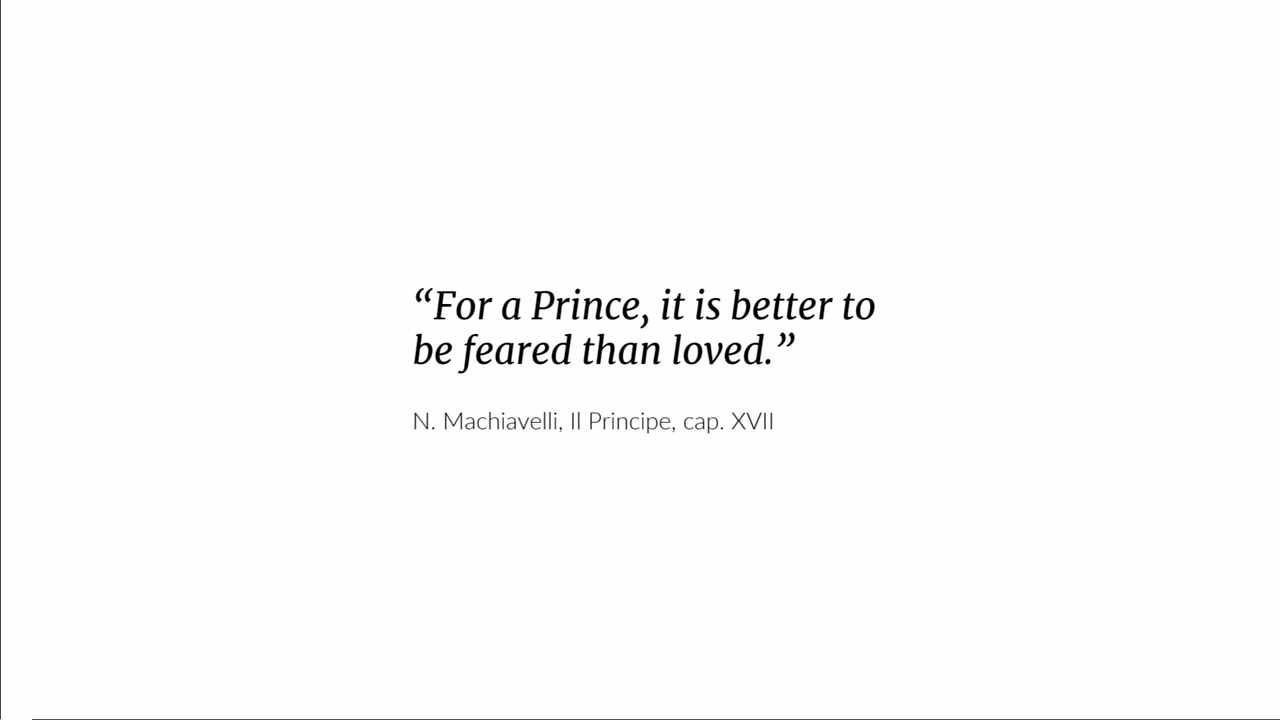 “For a Prince, it is better to
be feared than loved.”
N. Machiavelli, Il Principe, cap. XVII